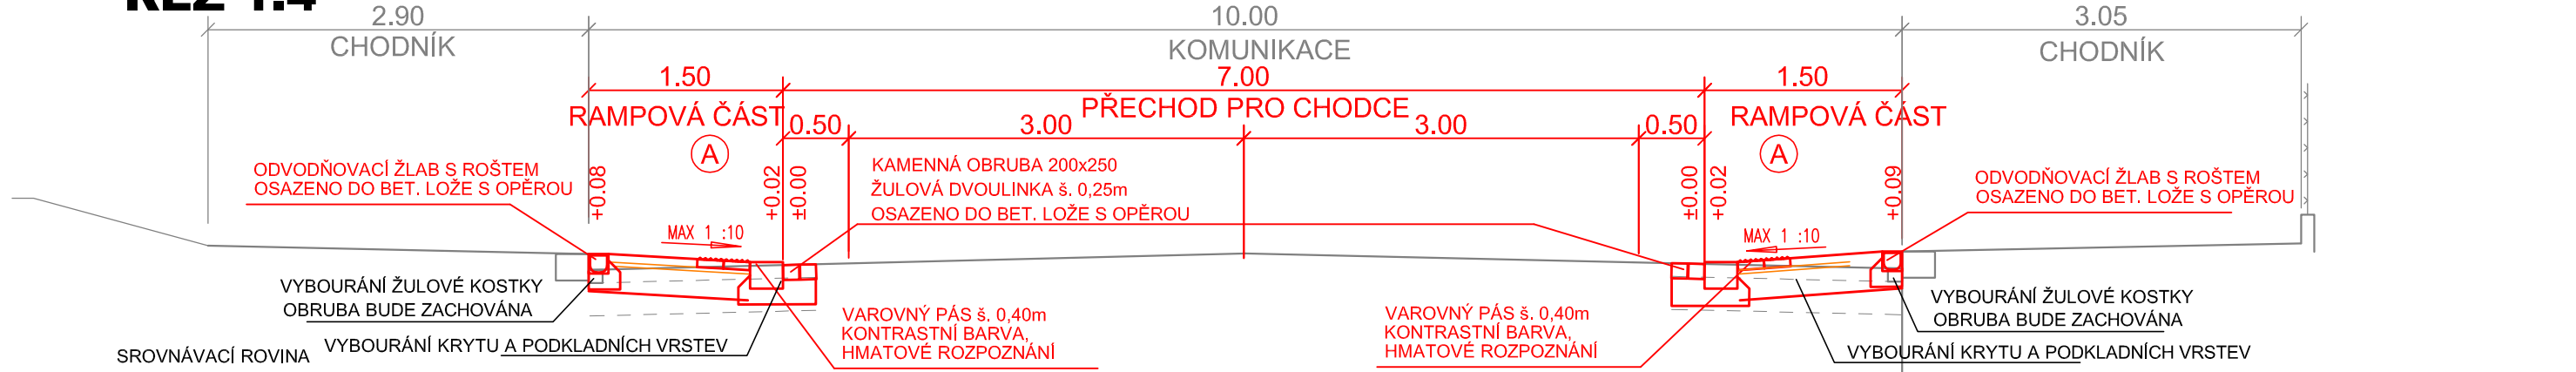 ŘEZ 1.4
2.90
10.00
3.05
CHODNÍK
KOMUNIKACE
CHODNÍK
1.50
7.00
1.50
RAMPOVÁ ČÁST
PŘECHOD PRO CHODCE
RAMPOVÁ ČÁST
0.50
3.00
3.00
0.50
A
A
ODVODŇOVACÍ ŽLAB S ROŠTEM
OSAZENO DO BET. LOŽE S OPĚROU
+0.08
+0.02
±0.00
KAMENNÁ OBRUBA 200x250
ŽULOVÁ DVOULINKA š. 0,25m
OSAZENO DO BET. LOŽE S OPĚROU
±0.00
+0.02
+0.09
ODVODŇOVACÍ ŽLAB S ROŠTEM
OSAZENO DO BET. LOŽE S OPĚROU
MAX 1 :10
MAX 1 :10
VYBOURÁNÍ ŽULOVÉ KOSTKY
OBRUBA BUDE ZACHOVÁNA
VAROVNÝ PÁS š. 0,40m
KONTRASTNÍ BARVA,
HMATOVÉ ROZPOZNÁNÍ
VAROVNÝ PÁS š. 0,40m
KONTRASTNÍ BARVA,
HMATOVÉ ROZPOZNÁNÍ
VYBOURÁNÍ ŽULOVÉ KOSTKY
OBRUBA BUDE ZACHOVÁNA
SROVNÁVACÍ ROVINA
VYBOURÁNÍ KRYTU A PODKLADNÍCH VRSTEV
VYBOURÁNÍ KRYTU A PODKLADNÍCH VRSTEV